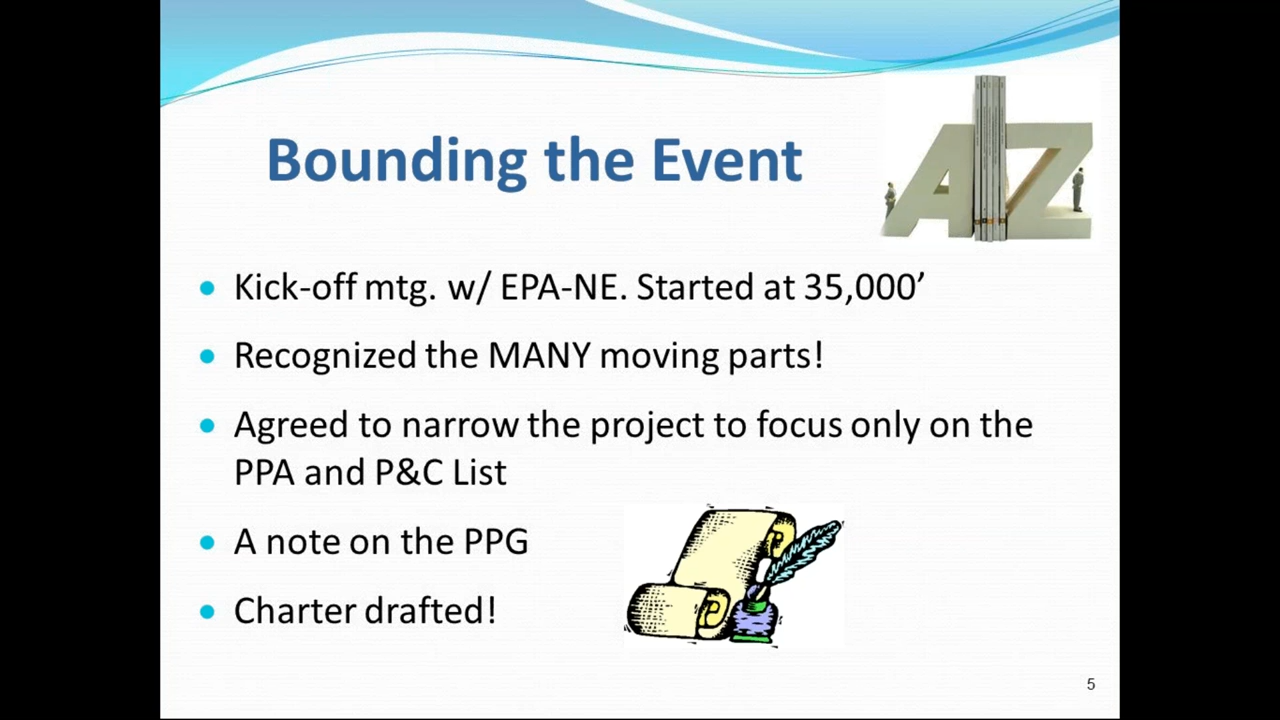 Bounding the Event
AZ
• Kick-off mtg. w/ EPA-NE. Started at 35,000’
• Recognized the MANY moving parts!
• Agreed to narrow the project to focus only on the
PPA and P&C List
• A note on the PPG
• Charter drafted!
5